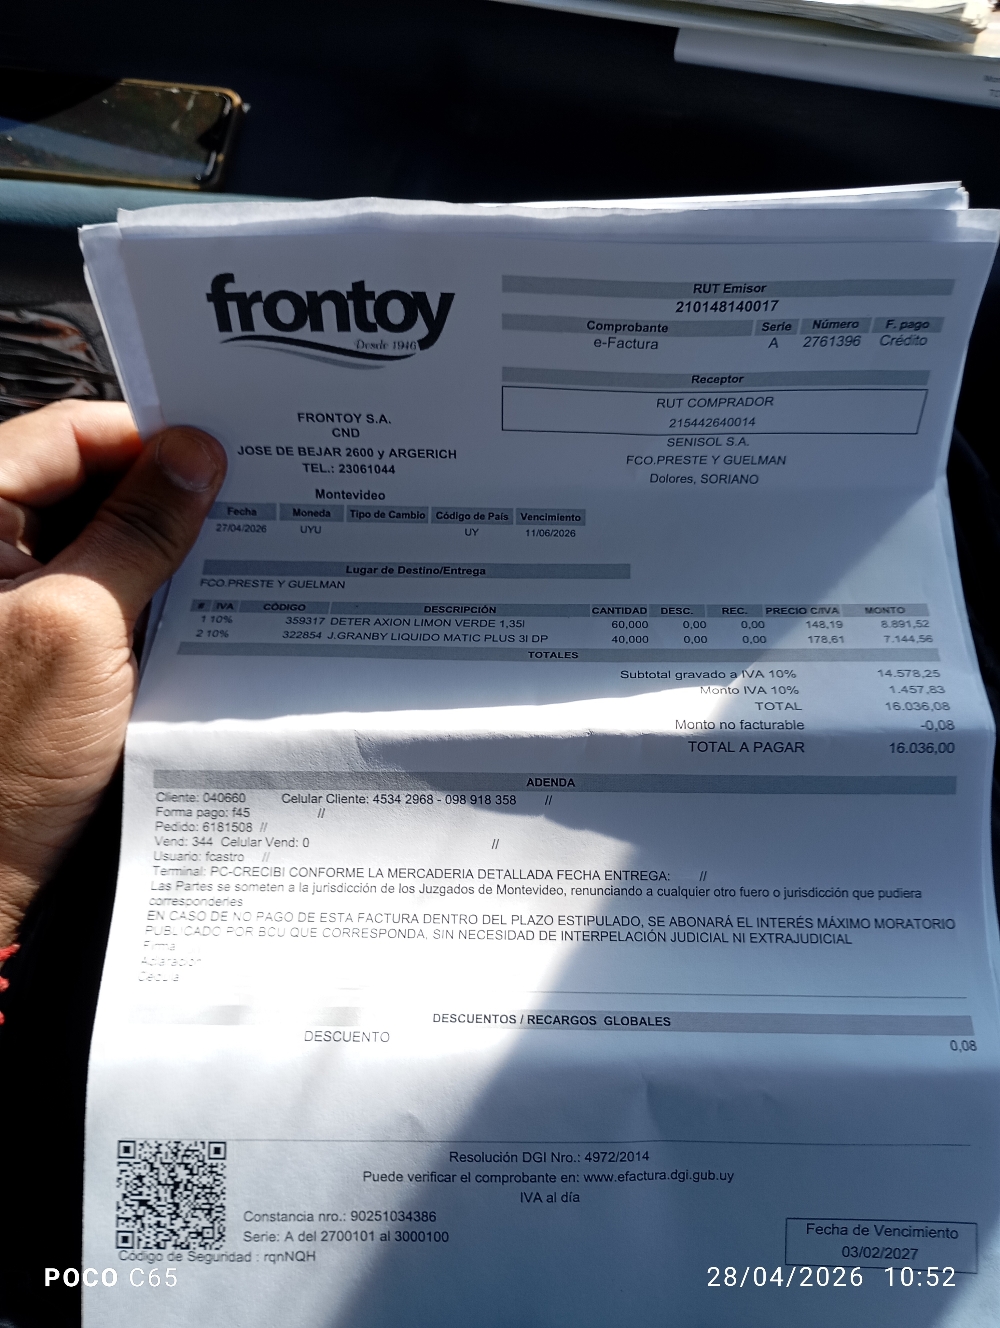 frontoy
Desde 1946
RUT Emisor
210148140017
Comprobante Serie Número F. pago
e-Factura A 2761396 Crédito
Receptor
RUT COMPRADOR
215442640014
SENISOL S.A.
FCO.PRESTE Y GUELMAN
Dolores, SORIANO
FRONTOY S.A.
CND
JOSE DE BEJAR 2600 y ARGERICH
TEL.: 23061044
Montevideo
Fecha Moneda Tipo de Cambio Código de País Vencimiento
27/04/2026 UYU UY 11/06/2026
Lugar de Destino/Entrega
FCO.PRESTE Y GUELMAN
# IVA CÓDIGO DESCRIPCIÓN CANTIDAD DESC. REC. PRECIO C/IVA MONTO
1 10% 359317 DETER AXION LIMON VERDE 1,35l 60,000 0,00 0,00 148,19 8.891,52
2 10% 322854 J.GRANBY LIQUIDO MATIC PLUS 3l DP 40,000 0,00 0,00 178,61 7.144,56
TOTALES
Subtotal gravado a IVA 10% 14.578,25
Monto IVA 10% 1.457,83
TOTAL 16.036,08
Monto no facturable -0,08
TOTAL A PAGAR 16.036,00
ADENDA
Cliente: 040660 Celular Cliente: 4534 2968 - 098 918 358 //
Forma pago: f45 //
Pedido: 6181508 //
Vend: 344 Celular Vend: 0 //
Usuario: fcastro //
Terminal: PC-CRECIBI CONFORME LA MERCADERIA DETALLADA FECHA ENTREGA: //
Las Partes se someten a la jurisdicción de los Juzgados de Montevideo, renunciando a cualquier otro fuero o jurisdicción que pudiera
corresponderles
EN CASO DE NO PAGO DE ESTA FACTURA DENTRO DEL PLAZO ESTIPULADO, SE ABONARÁ EL INTERÉS MÁXIMO MORATORIO
PUBLICADO POR BCU QUE CORRESPONDA, SIN NECESIDAD DE INTERPELACIÓN JUDICIAL NI EXTRAJUDICIAL
Firma
Aclaración
Cedula
DESCUENTOS / RECARGOS GLOBALES
DESCUENTO 0,08
Resolución DGI Nro.: 4972/2014
Puede verificar el comprobante en: www.efactura.dgi.gub.uy
IVA al día
Constancia nro.: 90251034386
Serie: A del 2700101 al 3000100
Código de Seguridad : rqnNQH
Fecha de Vencimiento
03/02/2027
POCO C65
28/04/2026 10:52